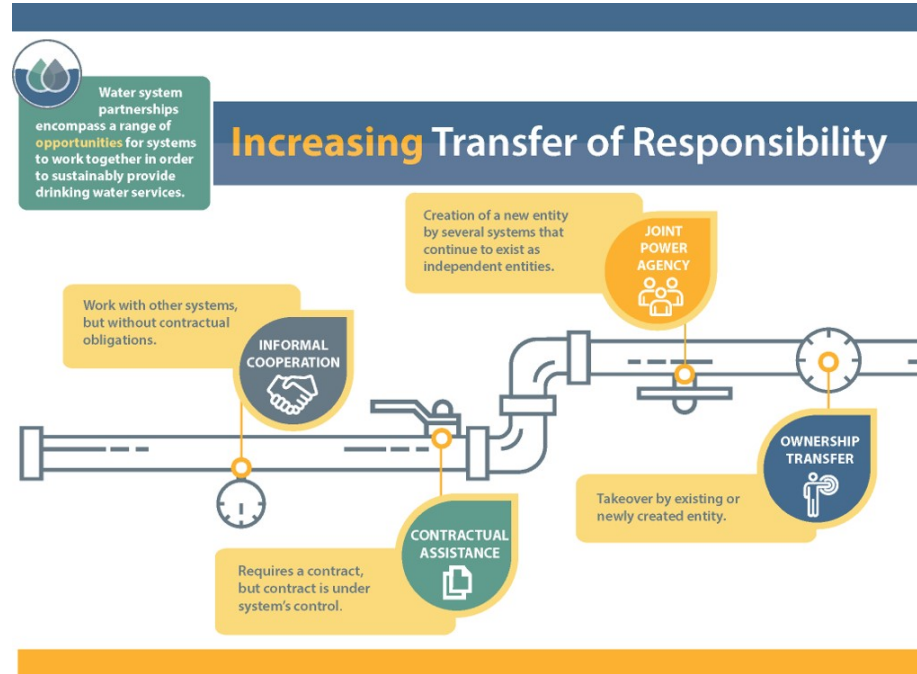 Water system
partnerships
encompass a range of
opportunities for systems
to work together in order
to sustainably provide
drinking water services.
Increasing Transfer of Responsibility
Work with other systems,
but without contractual
obligations.
INFORMAL
COOPERATION
Requires a contract,
but contract is under
system's control.
CONTRACTUAL
ASSISTANCE
Creation of a new entity
by several systems that
continue to exist as
independent entities.
JOINT
POWER
AGENCY
Takeover by existing or
newly created entity.
OWNERSHIP
TRANSFER